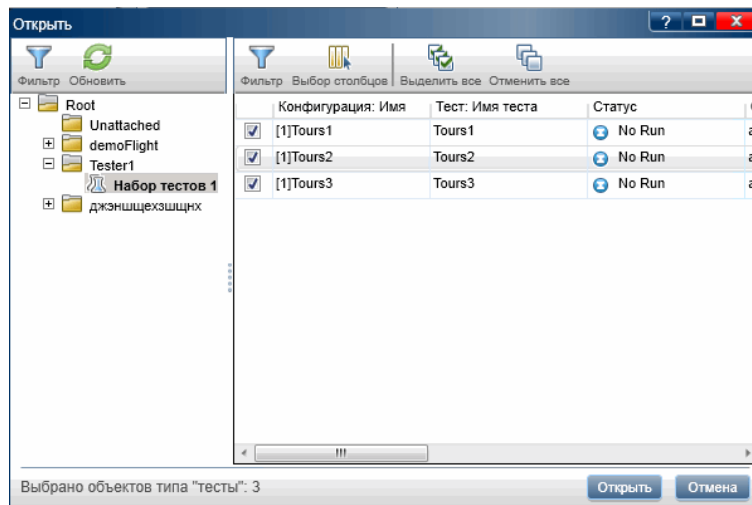 Открыть
?
Фильтр Обновить
Фильтр Выбор столбцов Выделить все Отменить все
Root
Unattached
demoFlight
Tester1
Набор тестов 1
джэншщехзшщнх
Конфигурация: Имя Тест: Имя теста Статус
[1]Tours1 Tours1 No Run
[1]Tours2 Tours2 No Run
[1]Tours3 Tours3 No Run
Выбрано объектов типа "тесты": 3
Открыть Отмена